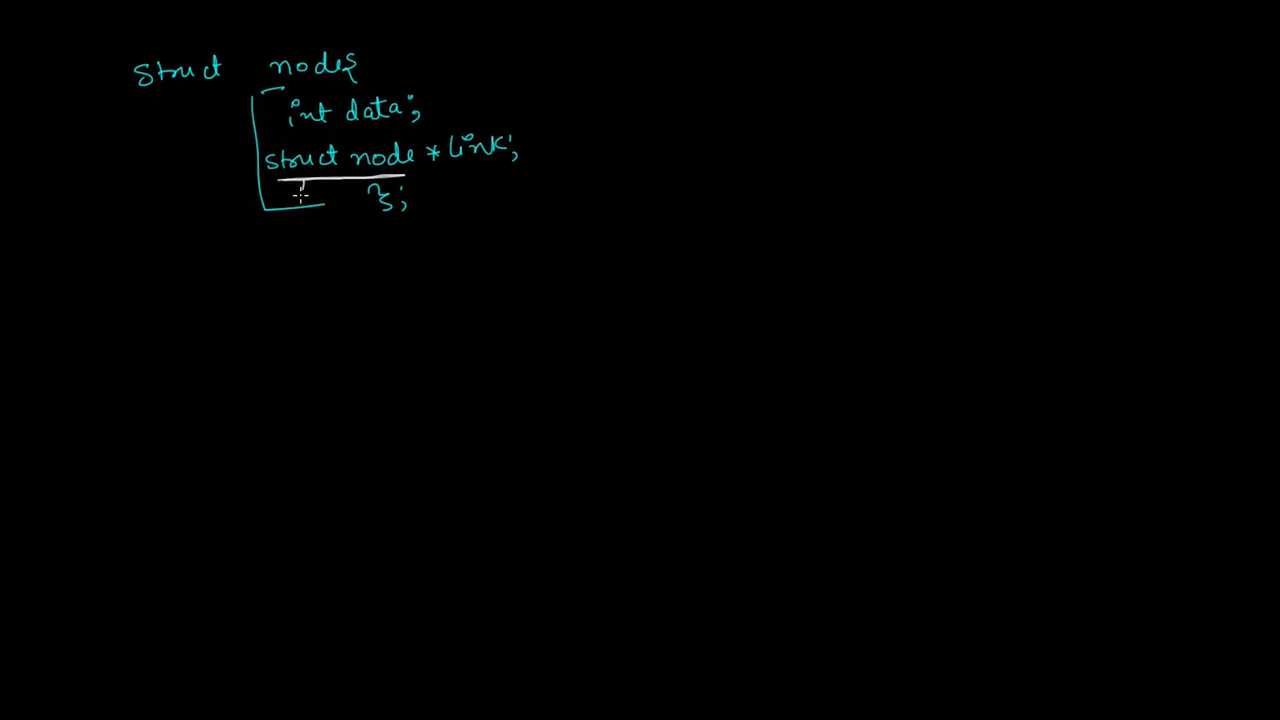 struct node{
int data;
struct node *link;
};